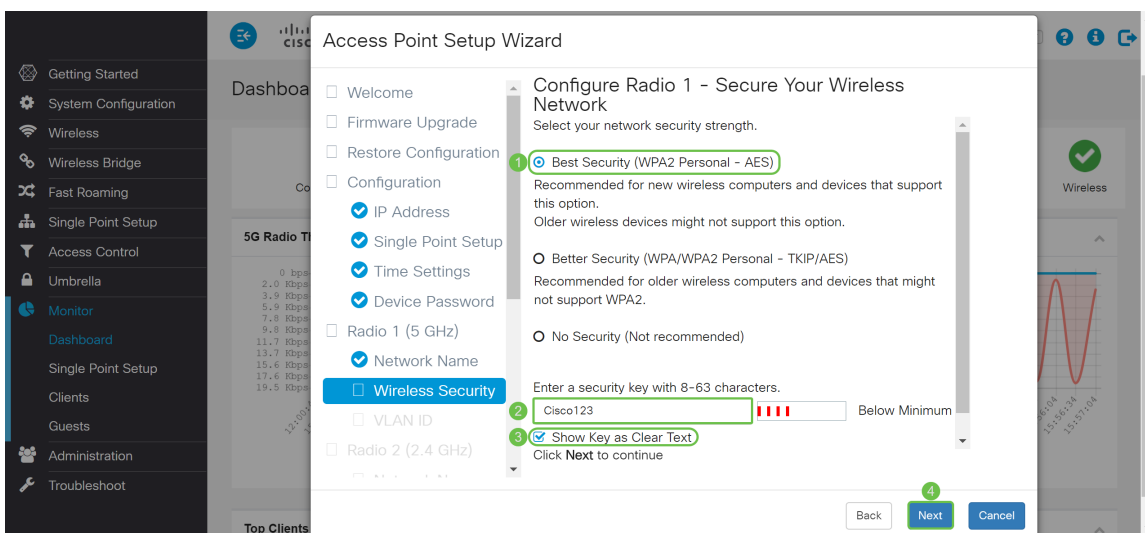 cisc
Getting Started
System Configuration
Wireless
Wireless Bridge
Fast Roaming
Single Point Setup
Access Control
Umbrella
Monitor
Dashboard
Single Point Setup
Clients
Guests
Administration
Troubleshoot
Dashboa
Co
Wireless
5G Radio T
0 bps
2.0 Kbps
3.9 Kbps
5.9 Kbps
7.8 Kbps
9.8 Kbps
11.7 Kbps
13.7 Kbps
15.6 Kbps
17.6 Kbps
19.5 Kbps
15:56:34
15:57:04
Top Clients
Access Point Setup Wizard
Welcome
Firmware Upgrade
Restore Configuration
Configuration
IP Address
Single Point Setup
Time Settings
Device Password
Radio 1 (5 GHz)
Network Name
Wireless Security
VLAN ID
Radio 2 (2.4 GHz)
Configure Radio 1 - Secure Your Wireless
Network
Select your network security strength.
1 Best Security (WPA2 Personal - AES)
Recommended for new wireless computers and devices that support
this option.
Older wireless devices might not support this option.
Better Security (WPA/WPA2 Personal - TKIP/AES)
Recommended for older wireless computers and devices that might
not support WPA2.
No Security (Not recommended)
Enter a security key with 8-63 characters.
2 Cisco123 Below Minimum
3 Show Key as Clear Text
Click Next to continue
4
Back Next Cancel